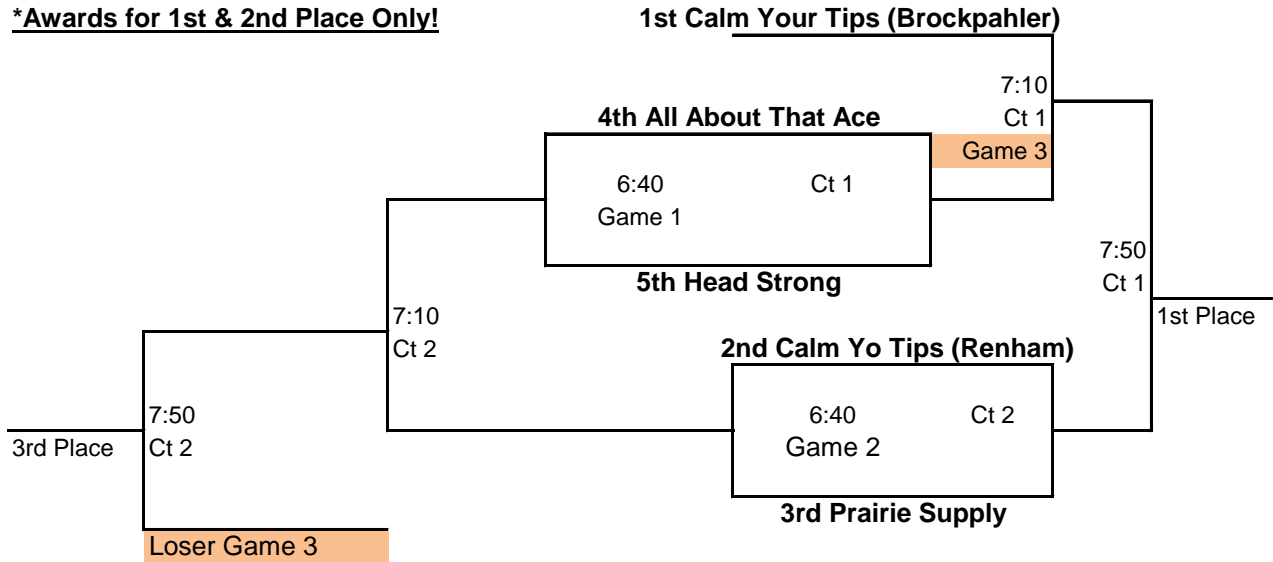 *Awards for 1st & 2nd Place Only!
1st Calm Your Tips (Brockpahler)
7:10
Ct 1
Game 3
4th All About That Ace
6:40 Ct 1
Game 1
5th Head Strong
7:50
Ct 1
1st Place
7:10
Ct 2
2nd Calm Yo Tips (Renham)
6:40 Ct 2
Game 2
3rd Prairie Supply
7:50
Ct 2
3rd Place
Loser Game 3